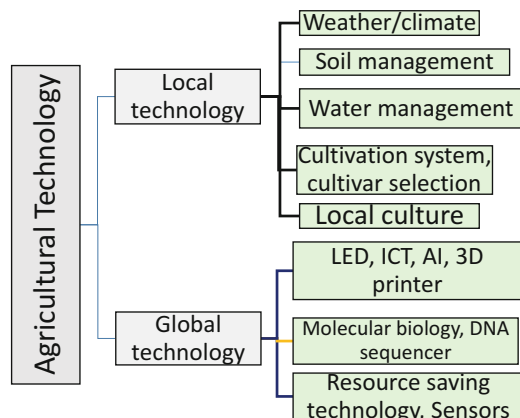 Agricultural Technology
Local
technology
Weather/climate
Soil management
Water management
Cultivation system,
cultivar selection
Local culture
Global
technology
LED, ICT, AI, 3D
printer
Molecular biology, DNA
sequencer
Resource saving
technology, Sensors